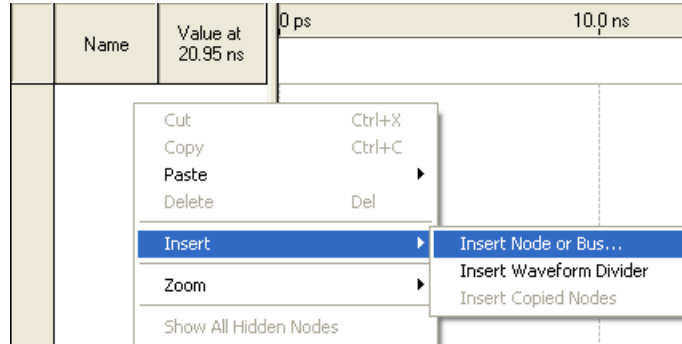 Name
Value at
20.95 ns
0 ps
10.0 ns
Cut Ctrl+X
Copy Ctrl+C
Paste
Delete Del
Insert
Insert Node or Bus...
Insert Waveform Divider
Zoom
Insert Copied Nodes
Show All Hidden Nodes